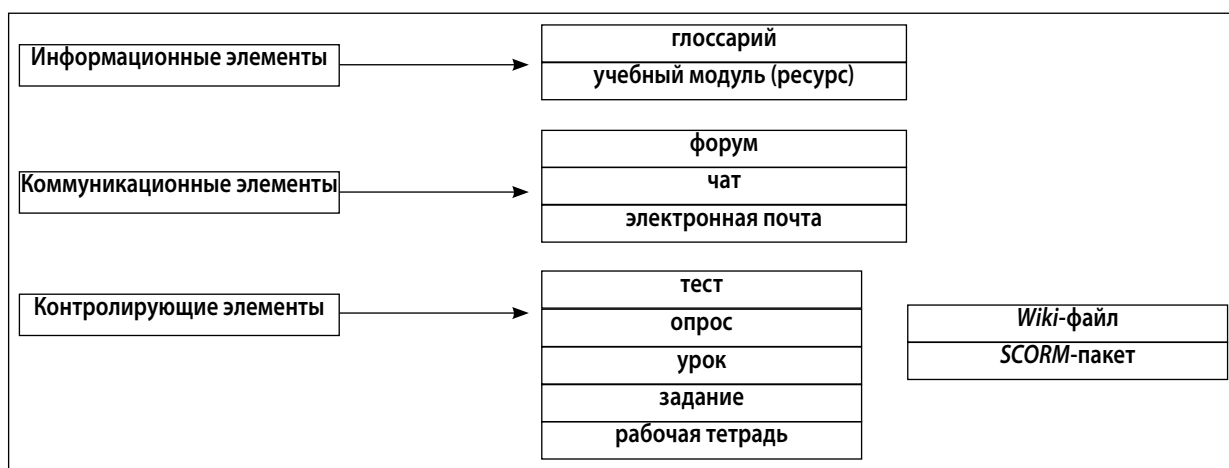 Информационные элементы
глоссарий
учебный модуль (ресурс)
Коммуникационные элементы
форум
чат
электронная почта
Контролирующие элементы
тест
опрос
урок
задание
рабочая тетрадь
Wiki-файл
SCORM-пакет